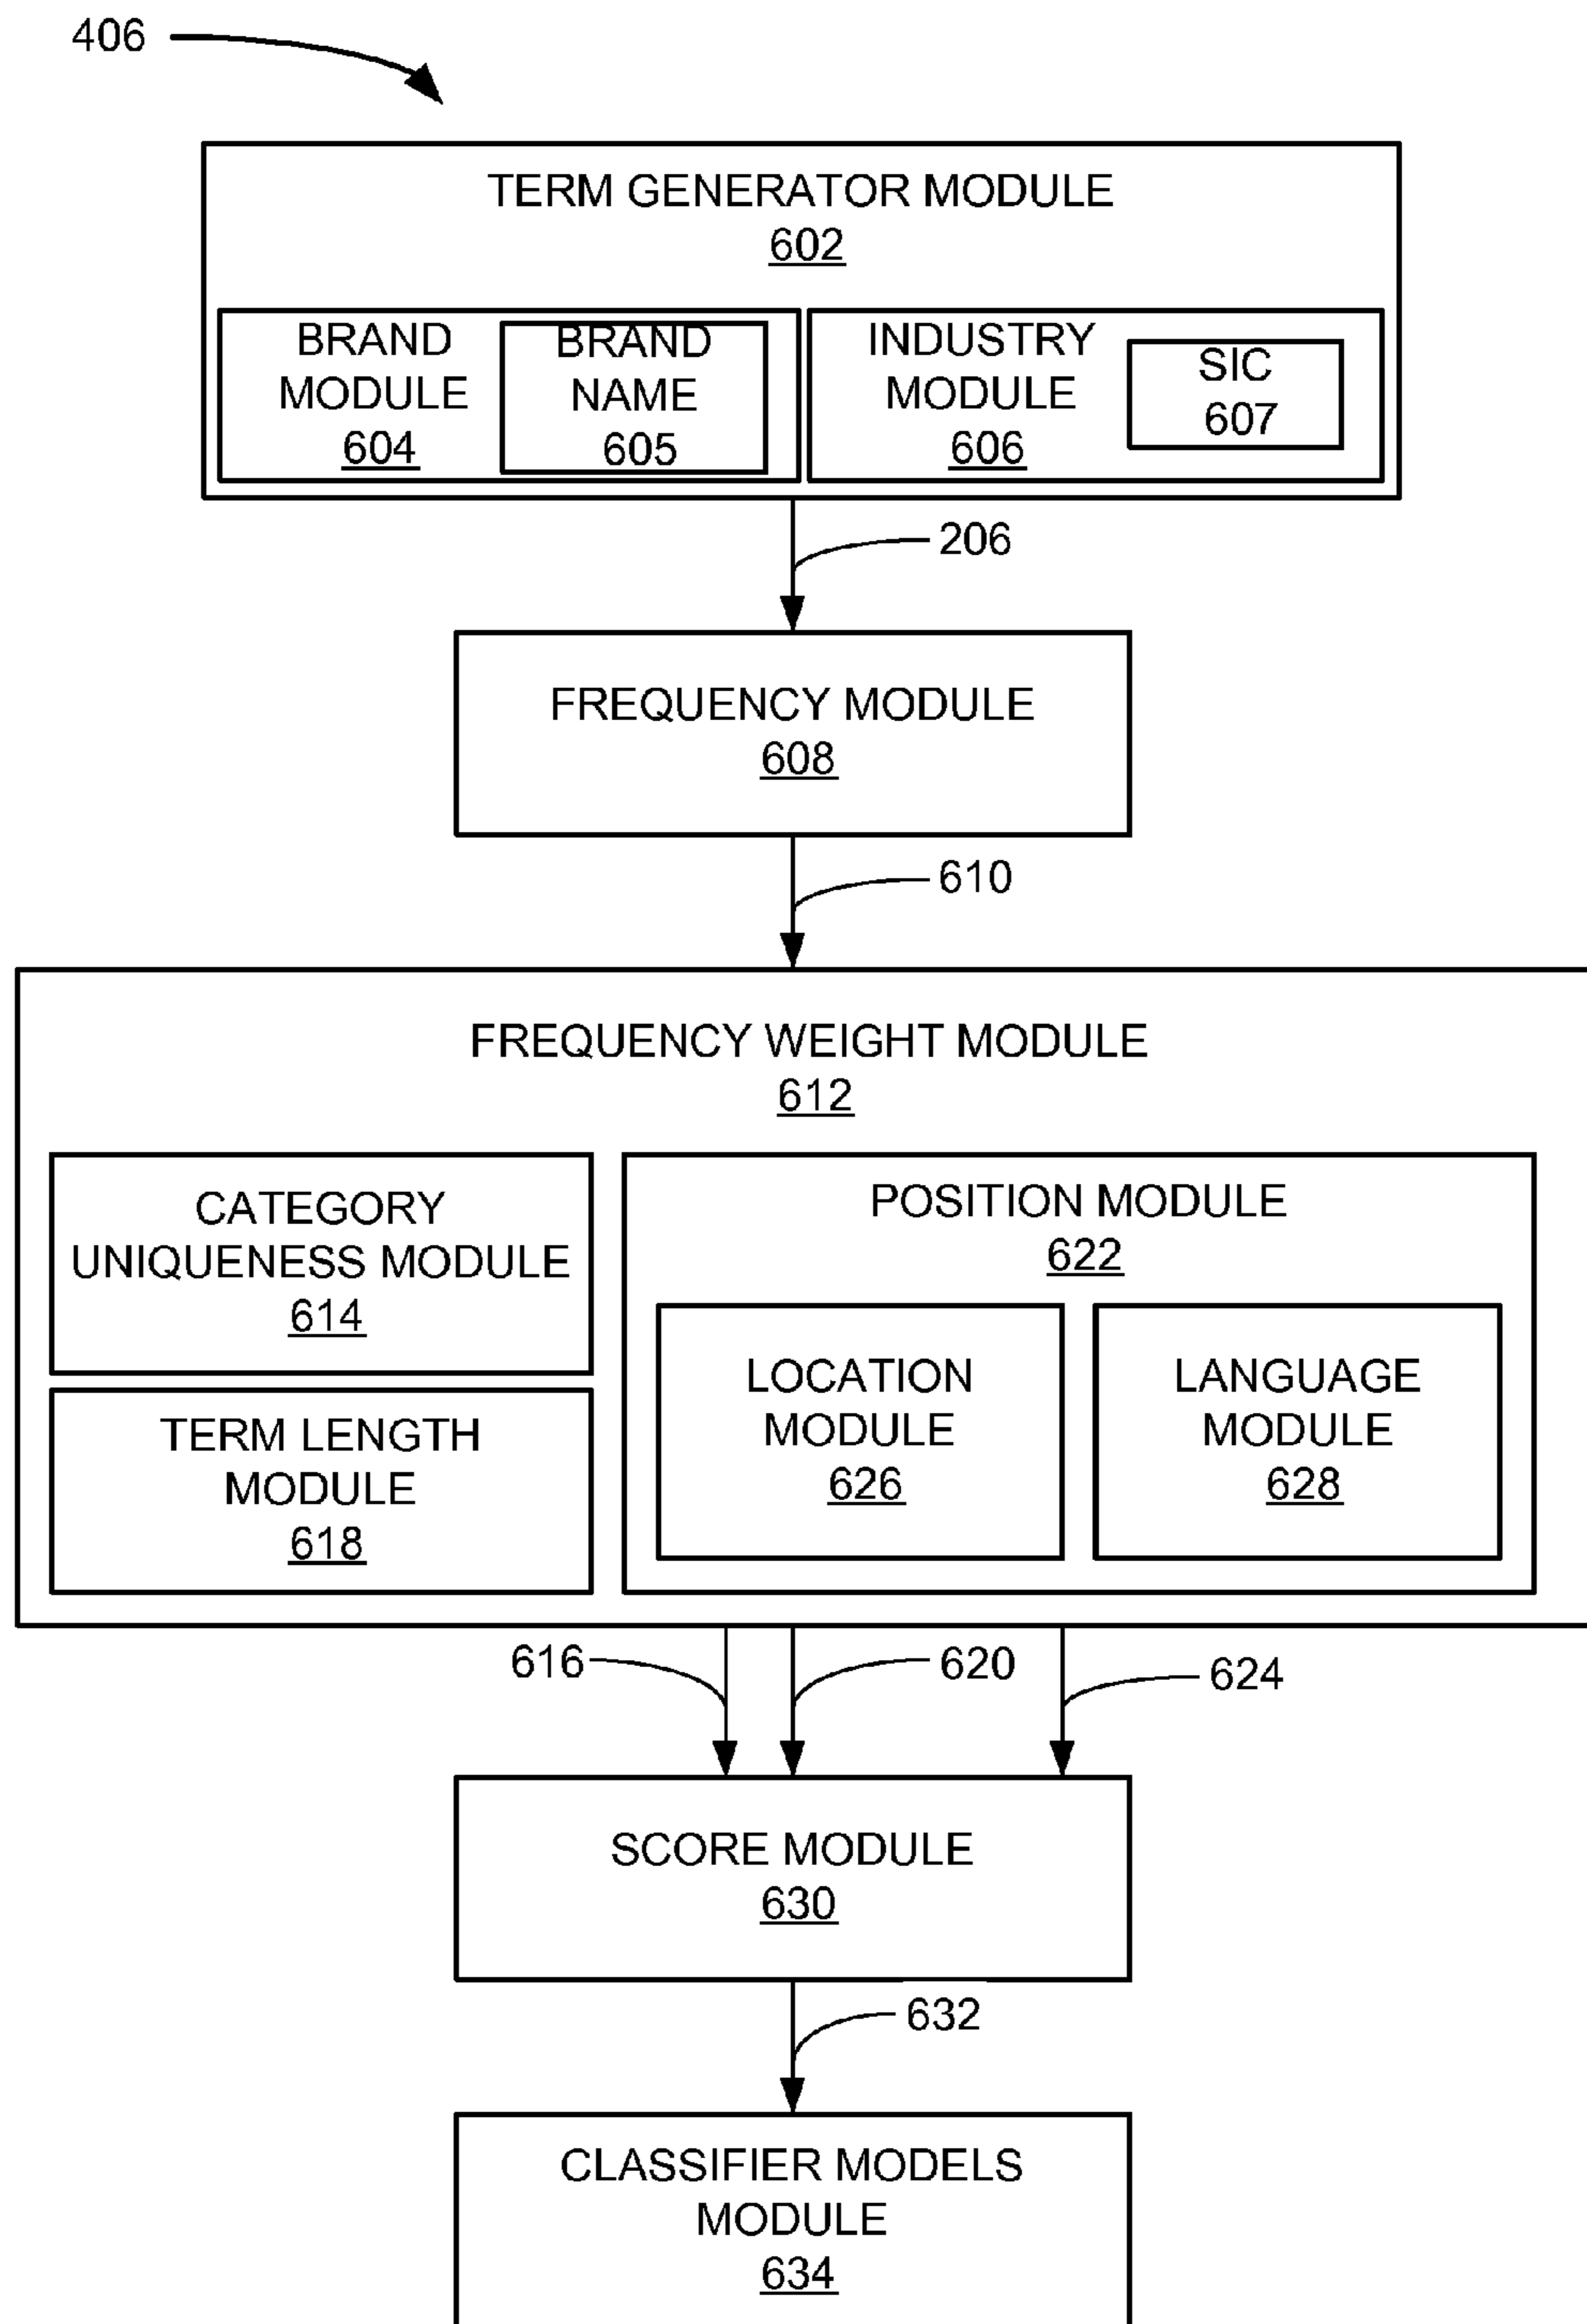 406
TERM GENERATOR MODULE
602
BRAND
MODULE
604
BRAND
NAME
605
INDUSTRY
MODULE
606
SIC
607
206
FREQUENCY MODULE
608
610
FREQUENCY WEIGHT MODULE
612
CATEGORY
UNIQUENESS MODULE
614
TERM LENGTH
MODULE
618
POSITION MODULE
622
LOCATION
MODULE
626
LANGUAGE
MODULE
628
616
620
624
SCORE MODULE
630
632
CLASSIFIER MODELS
MODULE
634